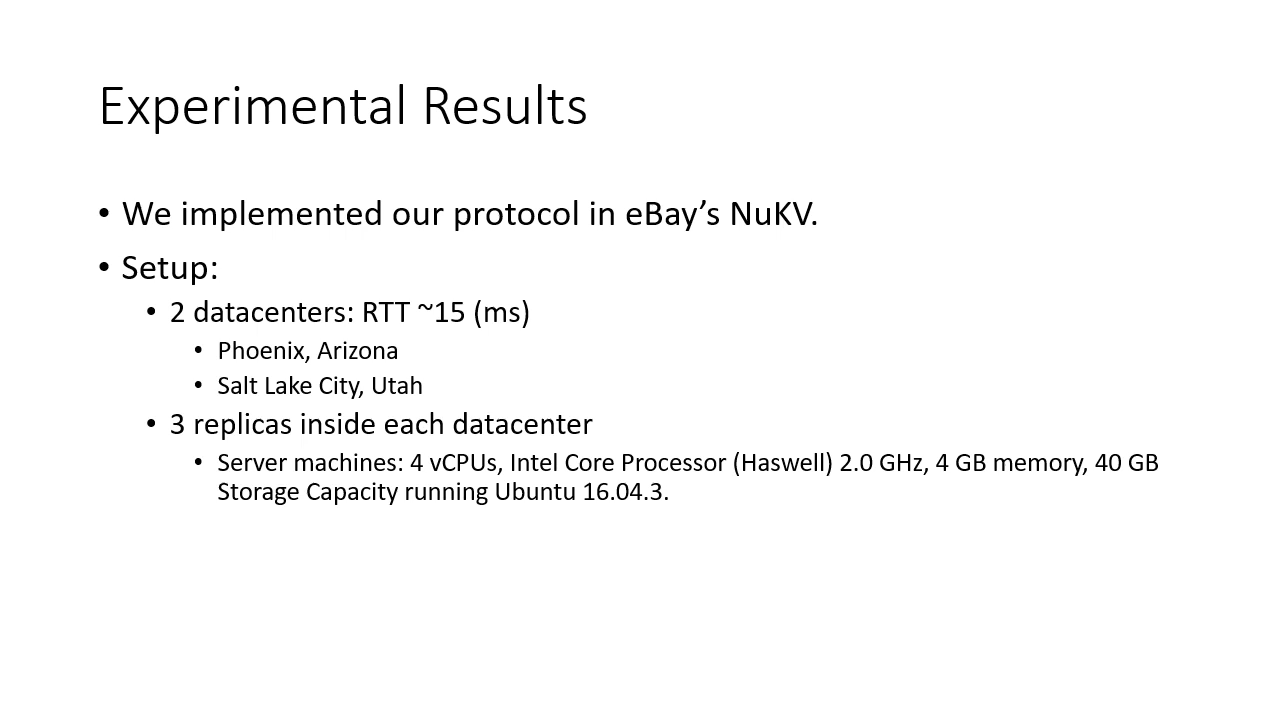 Experimental Results
• We implemented our protocol in eBay’s NuKV.
• Setup:
• 2 datacenters: RTT ~15 (ms)
• Phoenix, Arizona
• Salt Lake City, Utah
• 3 replicas inside each datacenter
• Server machines: 4 vCPUs, Intel Core Processor (Haswell) 2.0 GHz, 4 GB memory, 40 GB
Storage Capacity running Ubuntu 16.04.3.